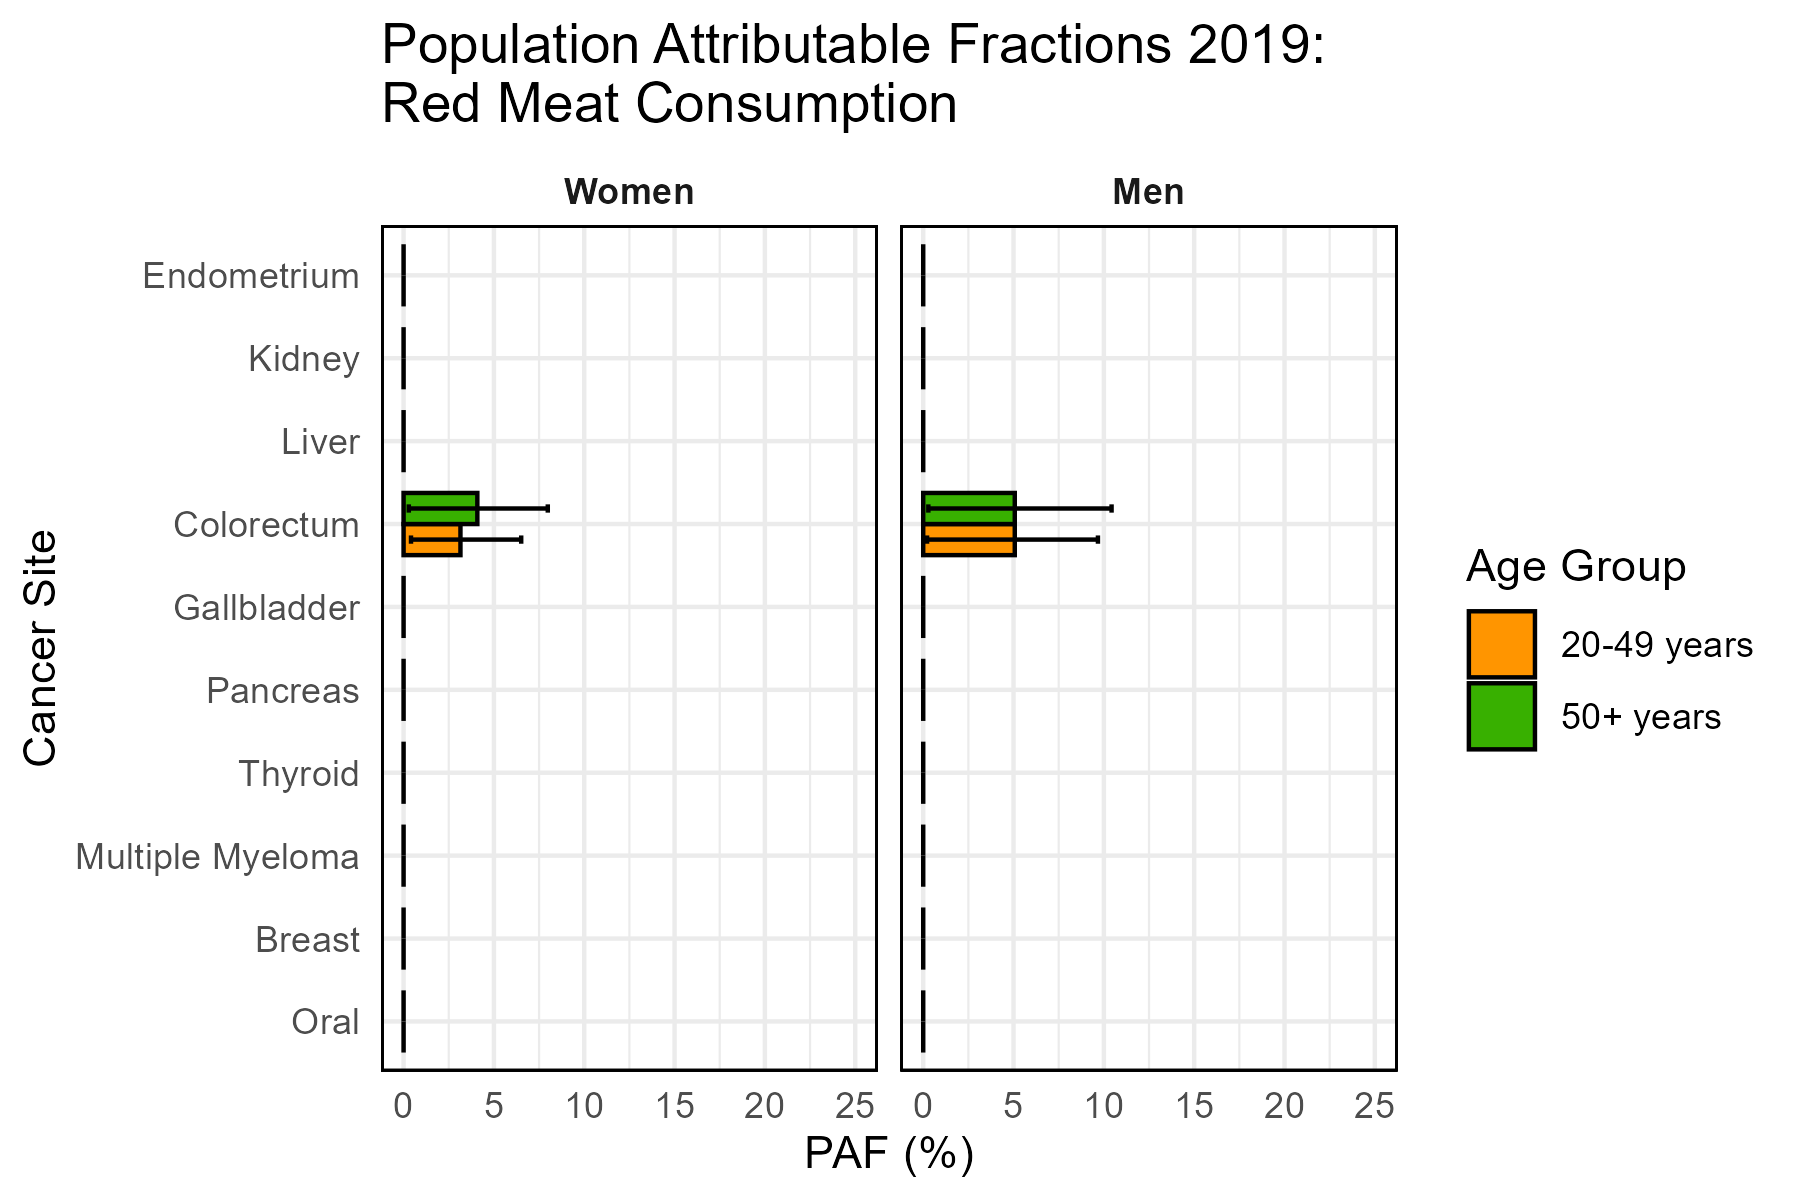 Population Attributable Fractions 2019:
Red Meat Consumption
Women
Men
Cancer Site
Endometrium
Kidney
Liver
Colorectum
Gallbladder
Pancreas
Thyroid
Multiple Myeloma
Breast
Oral
0 5 10 15 20 25
0 5 10 15 20 25
PAF (%)
Age Group
20-49 years
50+ years